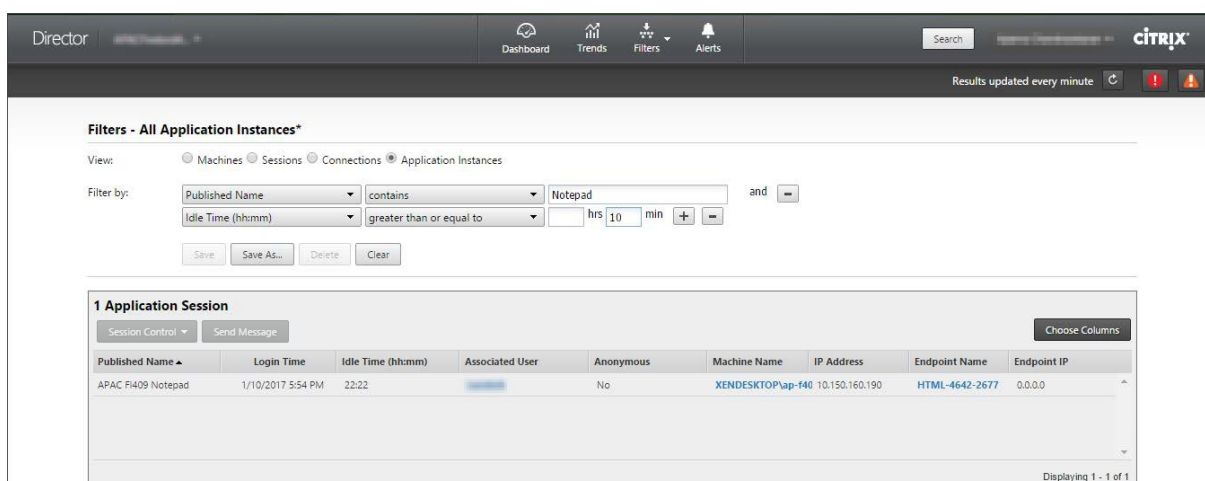 Director
Dashboard Trends Filters Alerts
Search
CİTRIX®
Results updated every minute
Filters - All Application Instances*
View: Machines Sessions Connections Application Instances
Filter by: Published Name contains Notepad and -
Idle Time (hh:mm) greater than or equal to hrs 10 min + -
Save Save As... Delete Clear
1 Application Session
Session Control Send Message Choose Columns
Published Name Login Time Idle Time (hh:mm) Associated User Anonymous Machine Name IP Address Endpoint Name Endpoint IP
APAC FI409 Notepad 1/10/2017 5:54 PM 22:22 No XENDESKTOP\ap-f40 10.150.160.190 HTML-4642-2677 0.0.0.0
Displaying 1 - 1 of 1